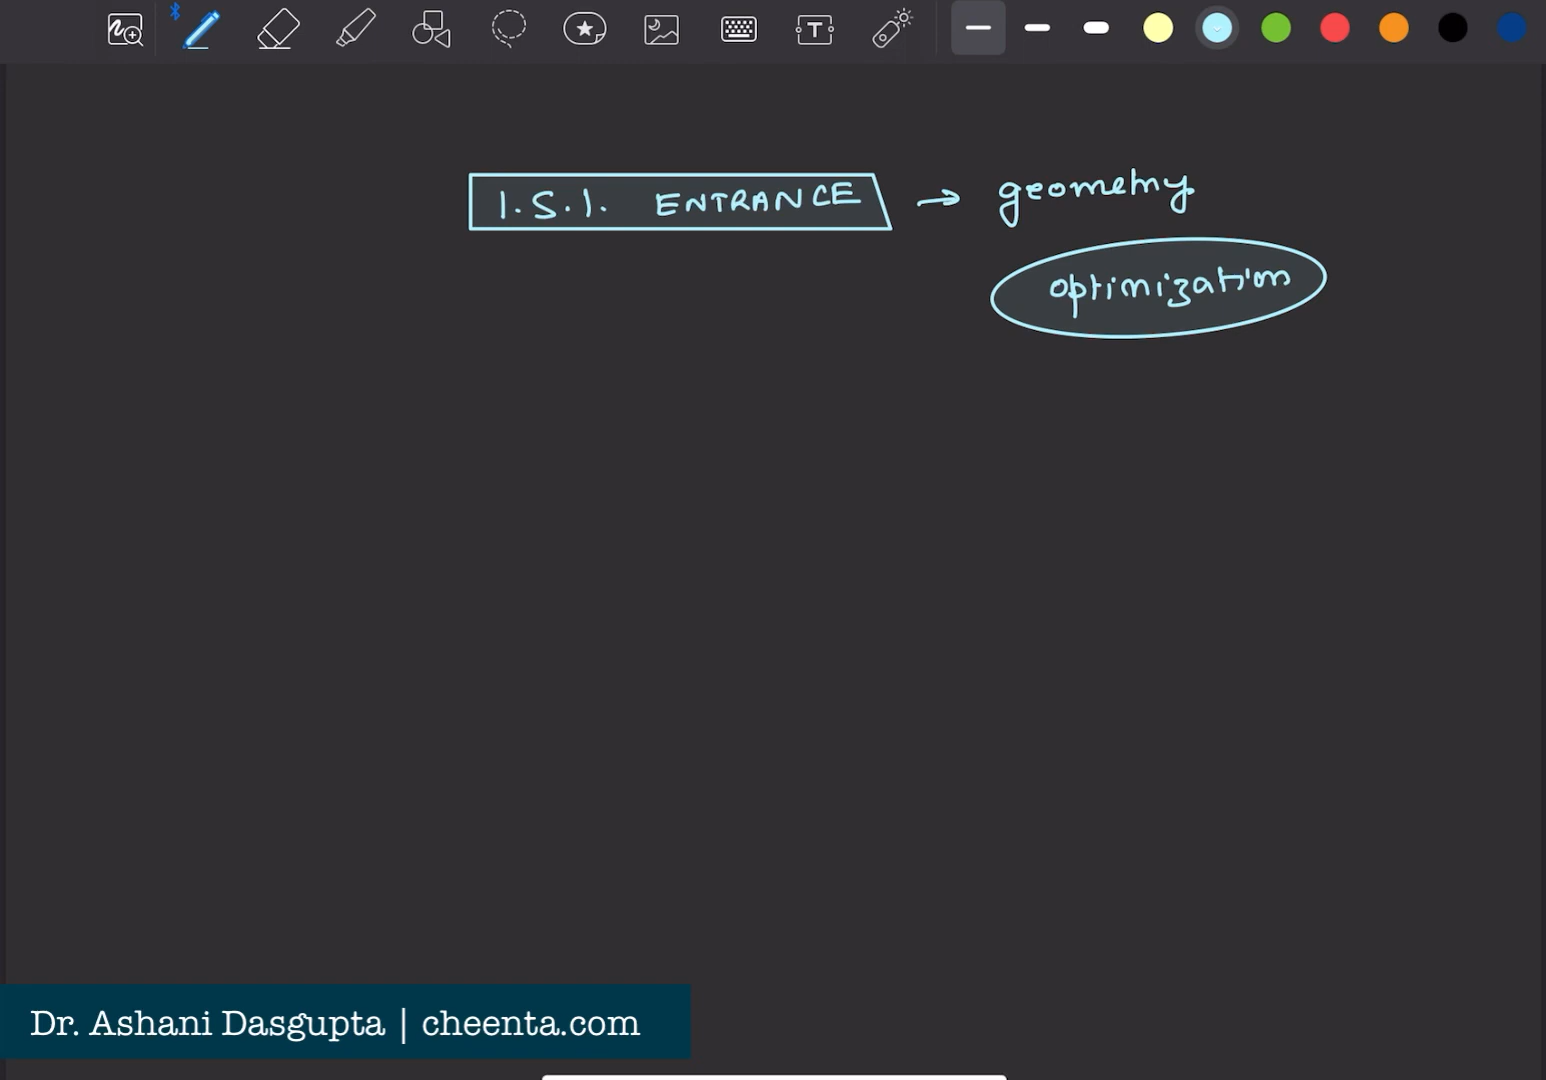 I.S.I. ENTRANCE → geometry
optimization
Dr. Ashani Dasgupta | cheenta.com